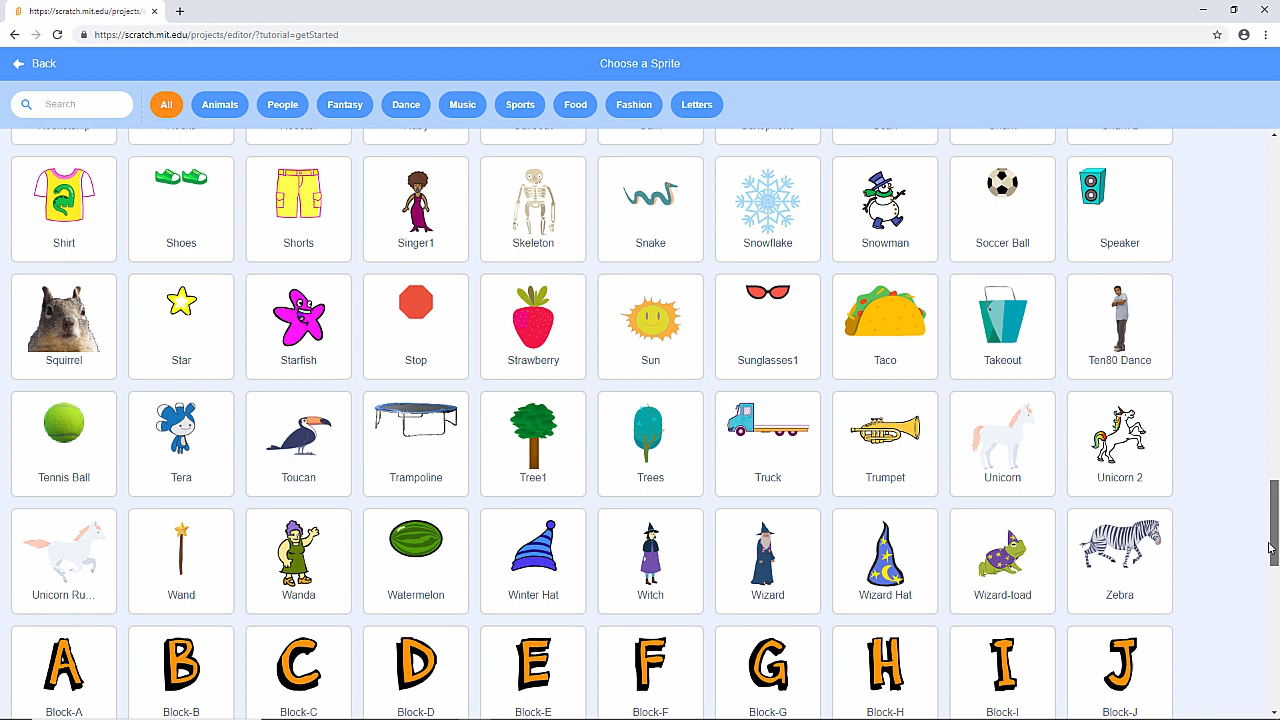 https://scratch.mit.edu/projects/
https://scratch.mit.edu/projects/editor/?tutorial=getStarted
Back
Choose a Sprite
Search
All Animals People Fantasy Dance Music Sports Food Fashion Letters
Shirt Shoes Shorts Singer1 Skeleton Snake Snowflake Snowman Soccer Ball Speaker
Squirrel Star Starfish Stop Strawberry Sun Sunglasses1 Taco Takeout Ten80 Dance
Tennis Ball Tera Toucan Trampoline Tree1 Trees Truck Trumpet Unicorn Unicorn 2
Unicorn Ru... Wand Wanda Watermelon Winter Hat Witch Wizard Wizard Hat Wizard-toad Zebra
A B C D E F G H I J
Block-A Block-B Block-C Block-D Block-E Block-F Block-G Block-H Block-I Block-J